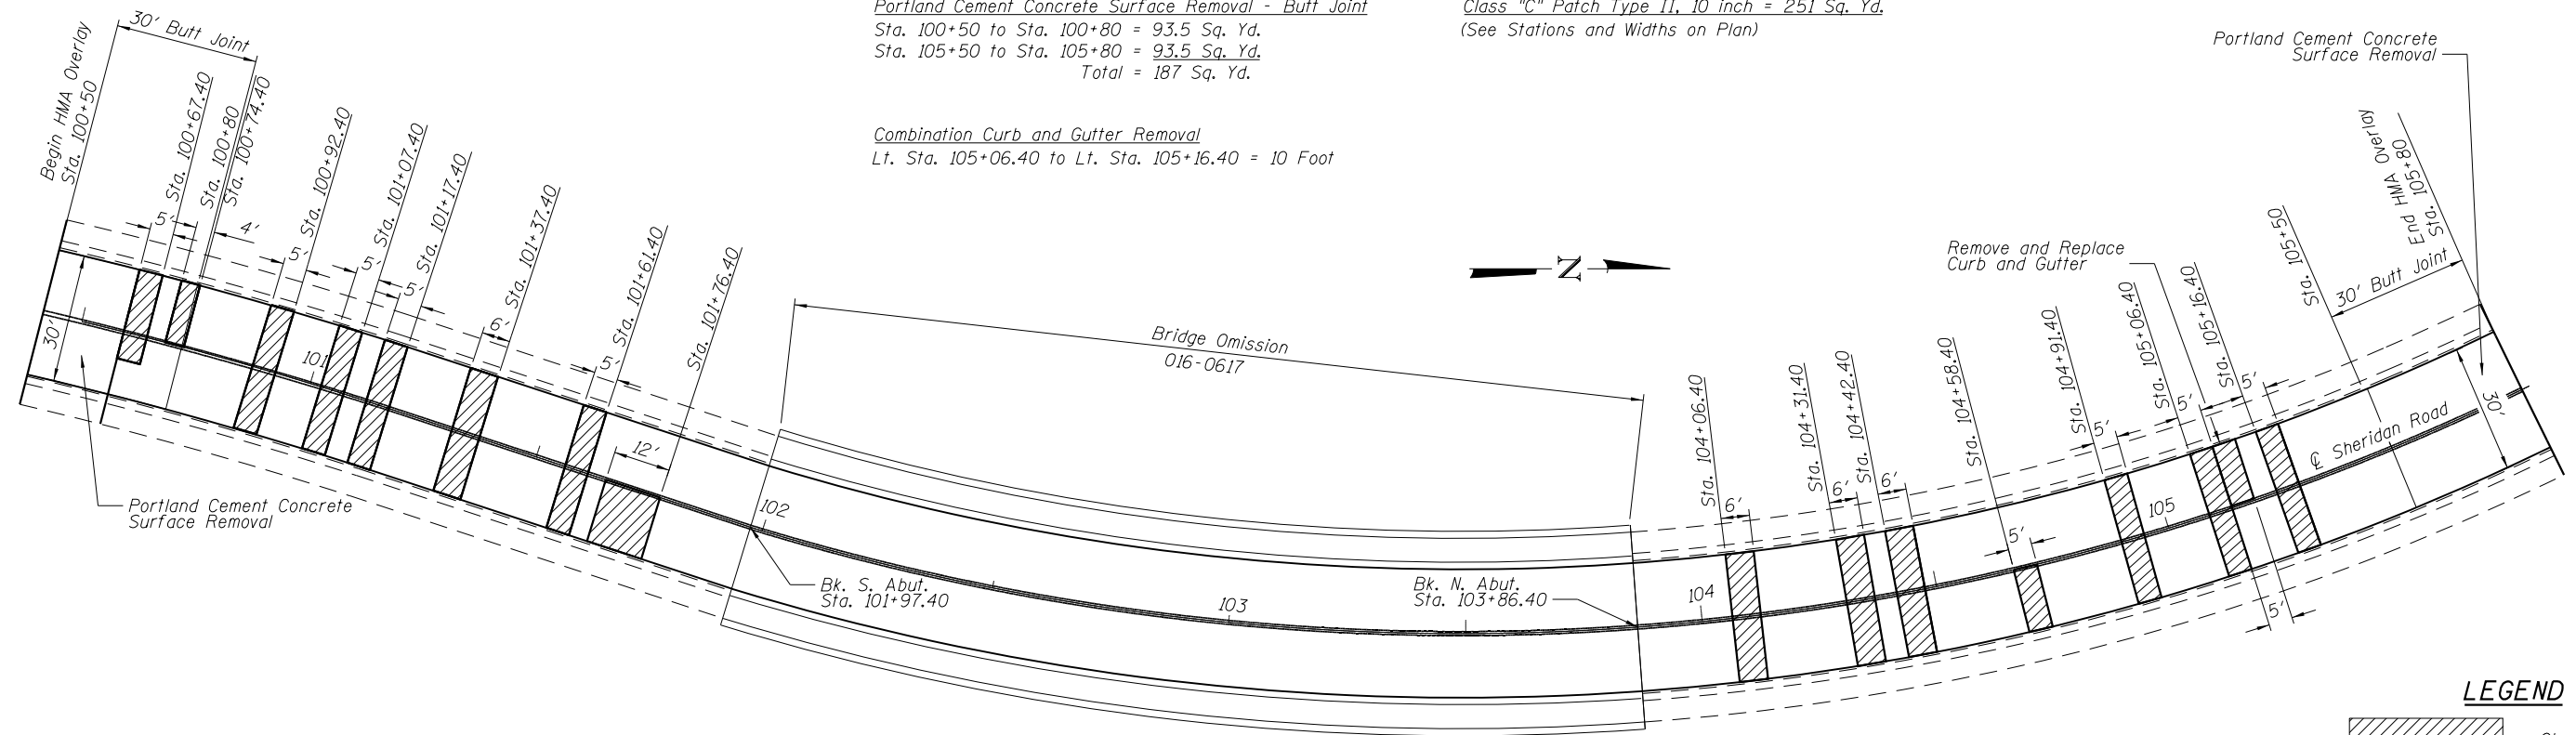 Portland Cement Concrete Surface Removal - Butt Joint
Sta. 100+50 to Sta. 100+80 = 93.5 Sq. Yd.
Sta. 105+50 to Sta. 105+80 = 93.5 Sq. Yd.
Total = 187 Sq. Yd.
Class "C" Patch Type II, 10 inch = 251 Sq. Yd.
(See Stations and Widths on Plan)
Combination Curb and Gutter Removal
Lt. Sta. 105+06.40 to Lt. Sta. 105+16.40 = 10 Foot
Begin HMA Overlay
Sta. 100+50
30' Butt Joint
Sta. 100+67.40
Sta. 100+80
Sta. 100+74.40
Sta. 100+92.40
Sta. 101+07.40
Sta. 101+17.40
Sta. 101+37.40
Sta. 101+61.40
Sta. 101+76.40
5'
4'
5'
5'
5'
6'
5'
12'
30'
101
Portland Cement Concrete
Surface Removal
102
Bk. S. Abut.
Sta. 101+97.40
Bridge Omission
016-0617
N
103
Bk. N. Abut.
Sta. 103+86.40
104
Sta. 104+06.40
Sta. 104+31.40
Sta. 104+42.40
Sta. 104+58.40
Sta. 104+91.40
Sta. 105+06.40
Sta. 105+16.40
6'
6'
6'
5'
5'
5'
5'
5'
105
Remove and Replace
Curb and Gutter
Sta. 105+50
30' Butt Joint
End HMA Overlay
Sta. 105+80
Portland Cement Concrete
Surface Removal
℄ Sheridan Road
30'
LEGEND